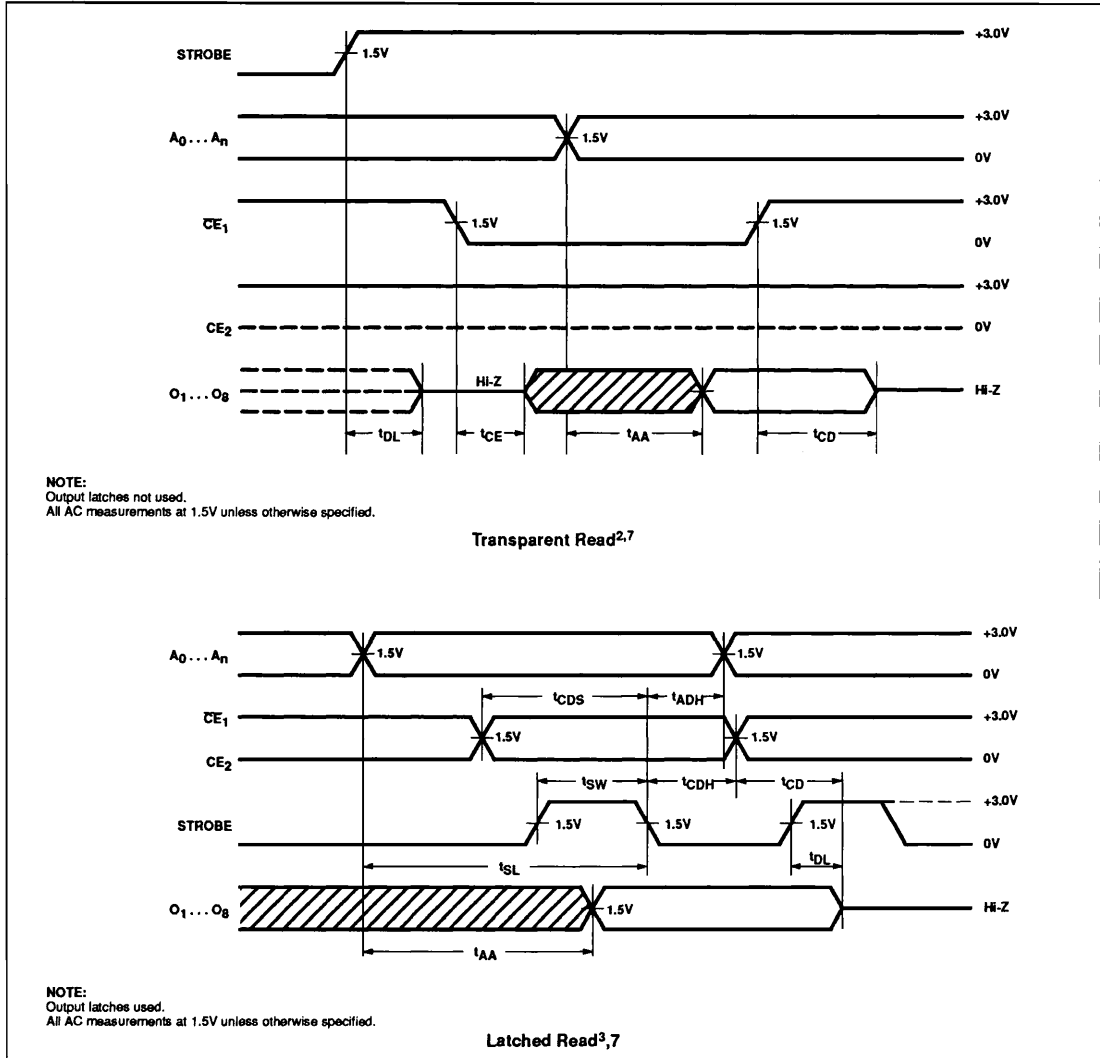 +3.0V
STROBE
1.5V
+3.0V
A0...An
1.5V
0V
+3.0V
CE1
1.5V
1.5V
0V
+3.0V
CE2
0V
O1...O8
Hi-Z
Hi-Z
tDL
tCE
tAA
tCD
NOTE:
Output latches not used.
All AC measurements at 1.5V unless otherwise specified.
Transparent Read2,7
+3.0V
A0...An
1.5V
1.5V
0V
tCDS
tADH
CE1
+3.0V
1.5V
1.5V
CE2
0V
tSW
tCDH
tCD
+3.0V
STROBE
1.5V
1.5V
1.5V
0V
tSL
tDL
O1...O8
1.5V
Hi-Z
tAA
NOTE:
Output latches used.
All AC measurements at 1.5V unless otherwise specified.
Latched Read3,7